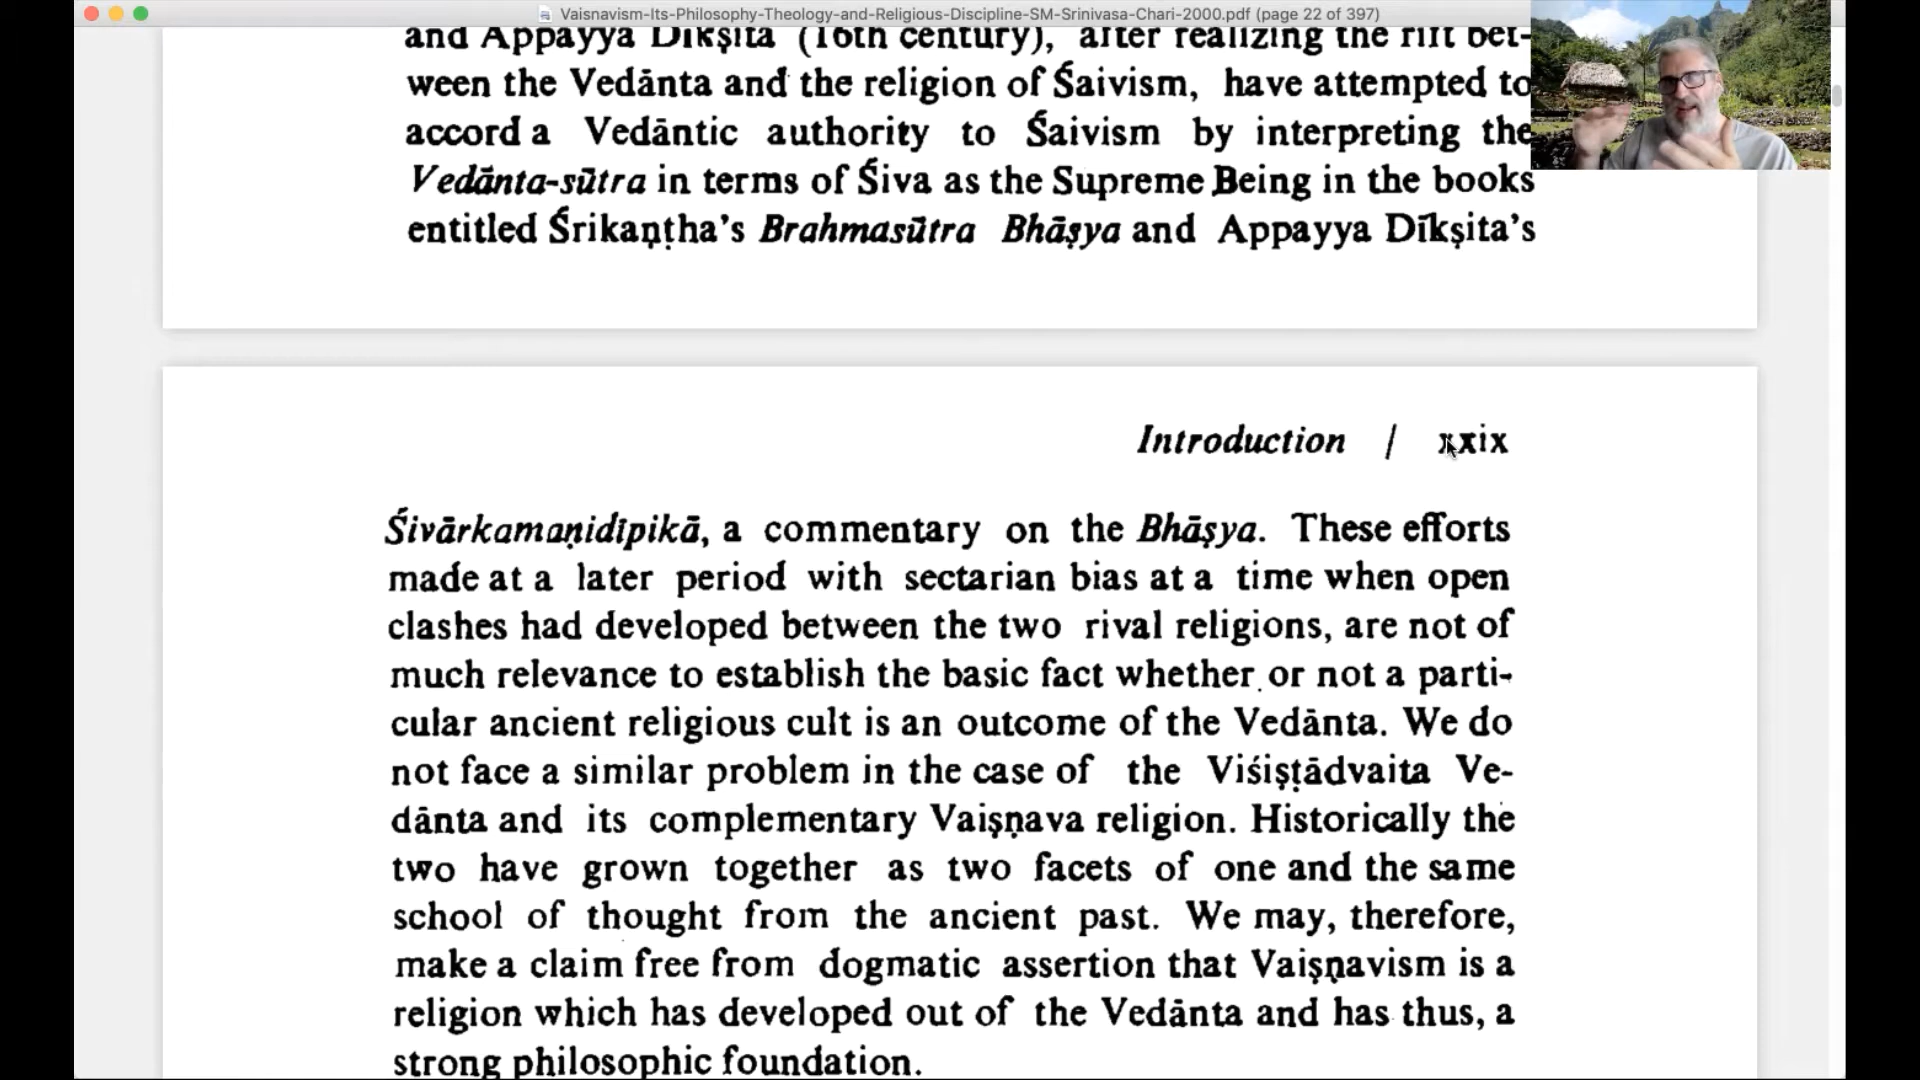 Vaisnavism-Its-Philosophy-Theology-and-Religious-Discipline-SM-Srinivasa-Chari-2000.pdf (page 22 of 397)
and Appayya Dīkṣita (16th century), after realizing the rift bet-
ween the Vedānta and the religion of Śaivism, have attempted to
accord a Vedāntic authority to Śaivism by interpreting the
Vedānta-sūtra in terms of Śiva as the Supreme Being in the books
entitled Śrikaṇṭha's Brahmasūtra Bhāṣya and Appayya Dīkṣita's
Introduction / xxix
Śivārkamaṇidīpikā, a commentary on the Bhāṣya. These efforts
made at a later period with sectarian bias at a time when open
clashes had developed between the two rival religions, are not of
much relevance to establish the basic fact whether or not a parti-
cular ancient religious cult is an outcome of the Vedānta. We do
not face a similar problem in the case of the Viśiṣṭādvaita Ve-
dānta and its complementary Vaiṣṇava religion. Historically the
two have grown together as two facets of one and the same
school of thought from the ancient past. We may, therefore,
make a claim free from dogmatic assertion that Vaiṣṇavism is a
religion which has developed out of the Vedānta and has thus, a
strong philosophic foundation.